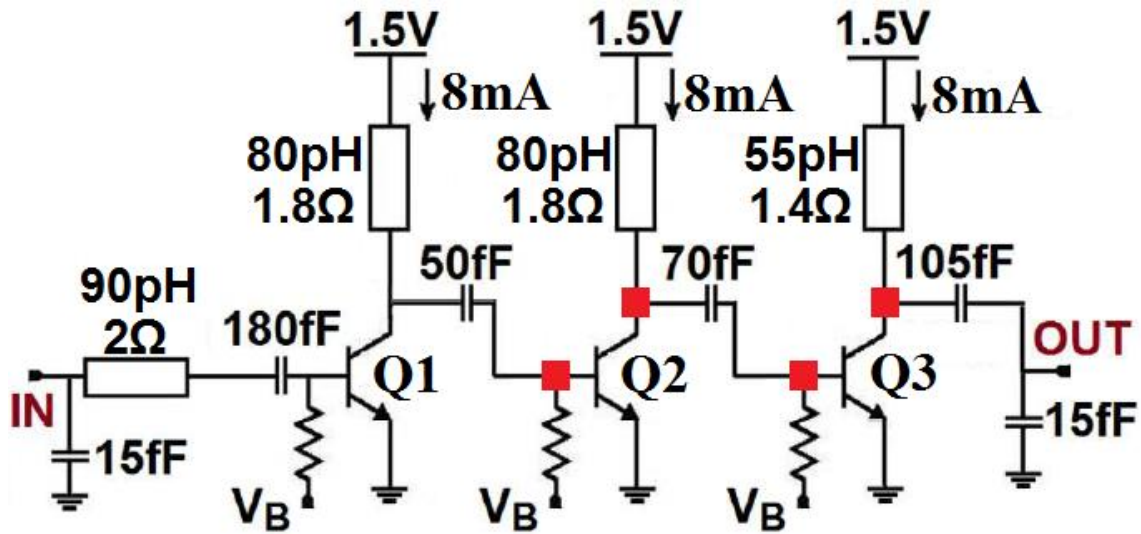 1.5V 1.5V 1.5V
8mA 8mA 8mA
80pH 80pH 55pH
1.8Ω 1.8Ω 1.4Ω
50fF 70fF 105fF
90pH
2Ω
180fF
IN Q1 Q2 Q3 OUT
15fF 15fF
VB VB VB